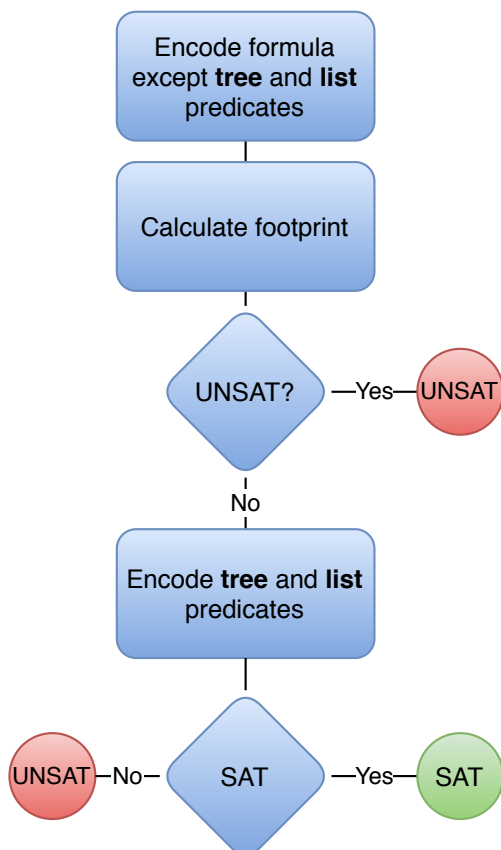 Encode formula
except tree and list
predicates
Calculate footprint
UNSAT?
Yes
UNSAT
No
Encode tree and list
predicates
UNSAT
No
SAT
Yes
SAT